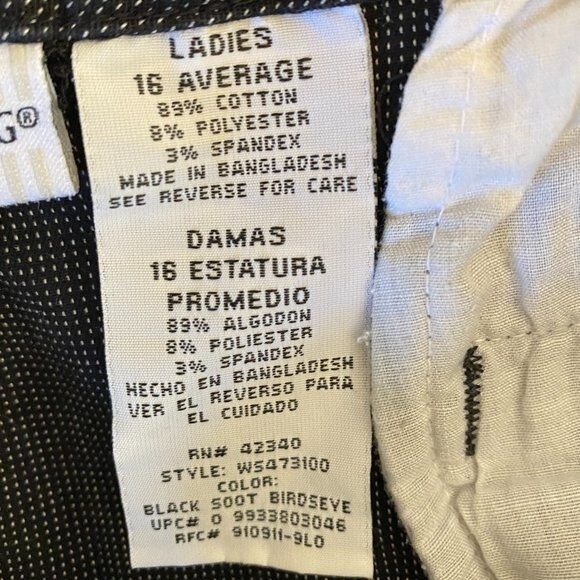 G®
LADIES
16 AVERAGE
89% COTTON
8% POLYESTER
3% SPANDEX
MADE IN BANGLADESH
SEE REVERSE FOR CARE
DAMAS
16 ESTATURA
PROMEDIO
89% ALGODON
8% POLIESTER
3% SPANDEX
HECHO EN BANGLADESH
VER EL REVERSO PARA
EL CUIDADO
RN# 42340
STYLE: WS473100
COLOR:
BLACK SOOT BIRDSEYE
UPC# 0 9933803046
RFC# 910911-9L0